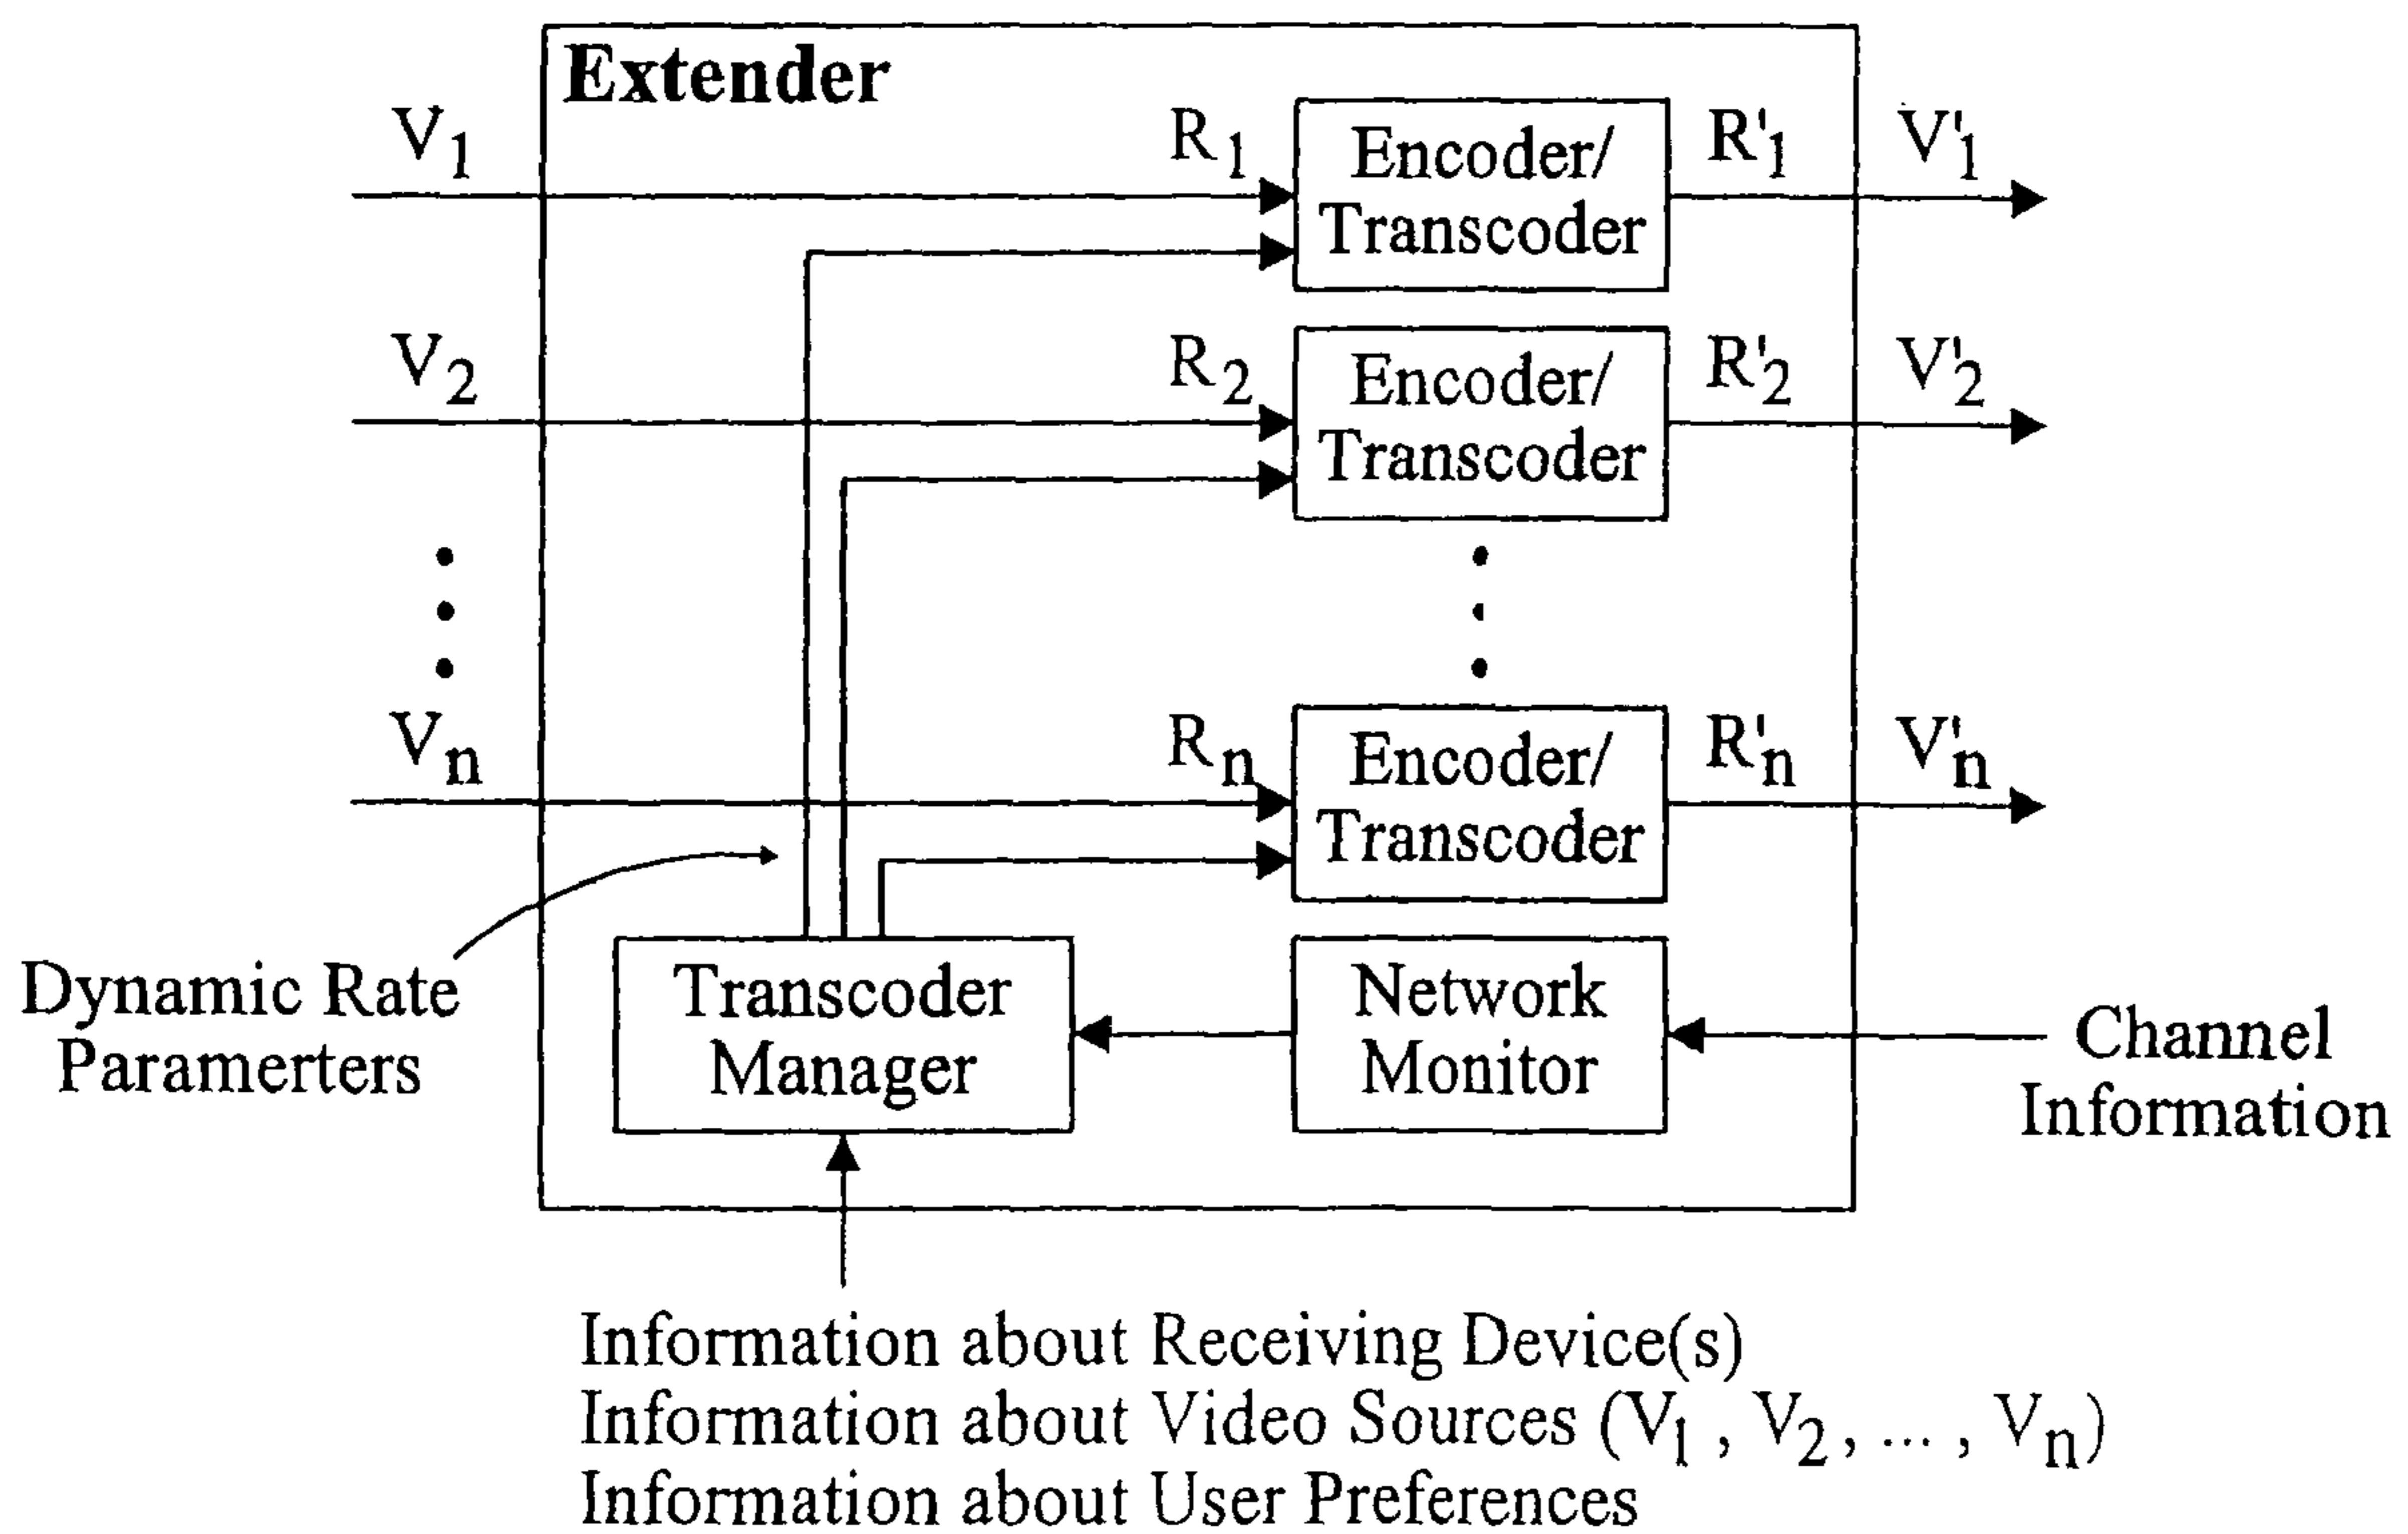 Extender
V1
R1
Encoder/
Transcoder
R'1
V'1
V2
R2
Encoder/
Transcoder
R'2
V'2
Vn
Rn
Encoder/
Transcoder
R'n
V'n
Dynamic Rate
Paramerters
Transcoder
Manager
Network
Monitor
Channel
Information
Information about Receiving Device(s)
Information about Video Sources (V1 , V2, ... , Vn)
Information about User Preferences